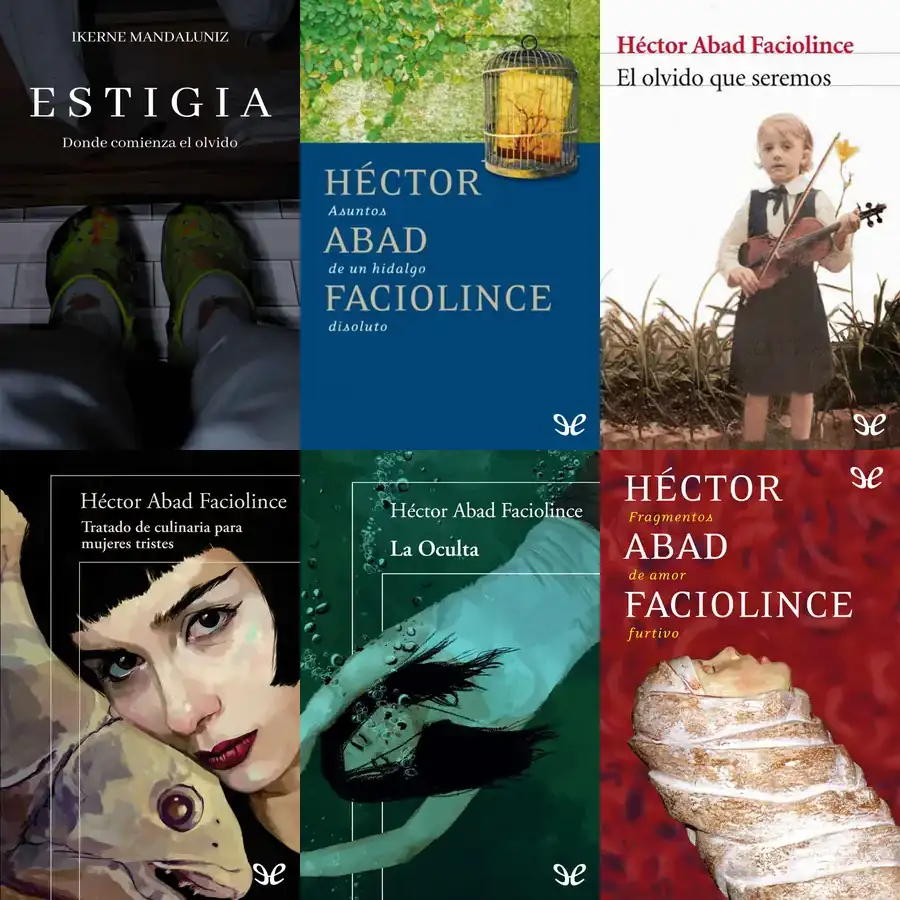 IKERNE MANDALUNIZ
ESTIGIA
Donde comienza el olvido
HÉCTOR
Asuntos
ABAD
de un hidalgo
FACIOLINCE
disoluto
Héctor Abad Faciolince
El olvido que seremos
Héctor Abad Faciolince
Tratado de culinaria para
mujeres tristes
Héctor Abad Faciolince
La Oculta
HÉCTOR
Fragmentos
ABAD
de amor
FACIOLINCE
furtivo